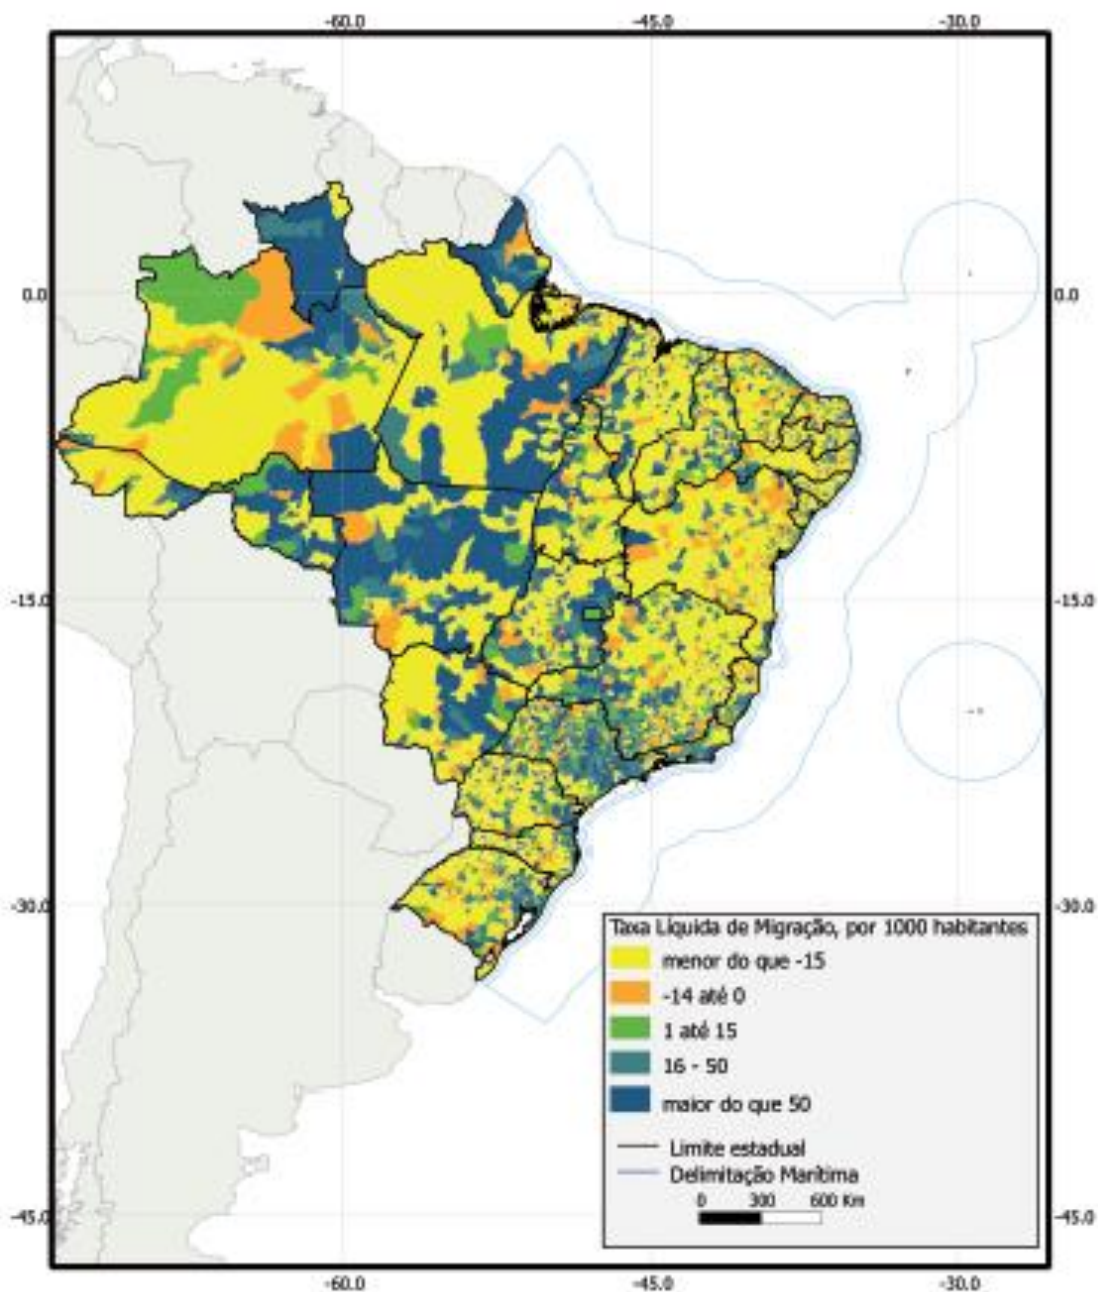 -60.0 -45.0 -30.0
0.0 0.0
-15.0 -15.0
-30.0 -30.0
Taxa Líquida de Migração, por 1000 habitantes
menor do que -15
-14 até 0
1 até 15
16 - 50
maior do que 50
Limite estadual
Delimitação Marítima
0 300 600 Km
-45.0 -45.0
-60.0 -45.0 -30.0